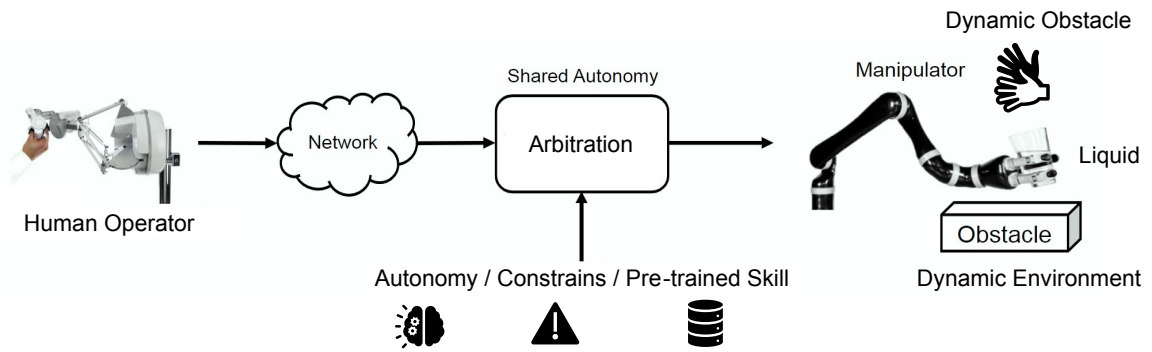 Dynamic Obstacle
Shared Autonomy
Manipulator
Network
Arbitration
Liquid
Human Operator
Obstacle
Autonomy / Constrains / Pre-trained Skill
Dynamic Environment